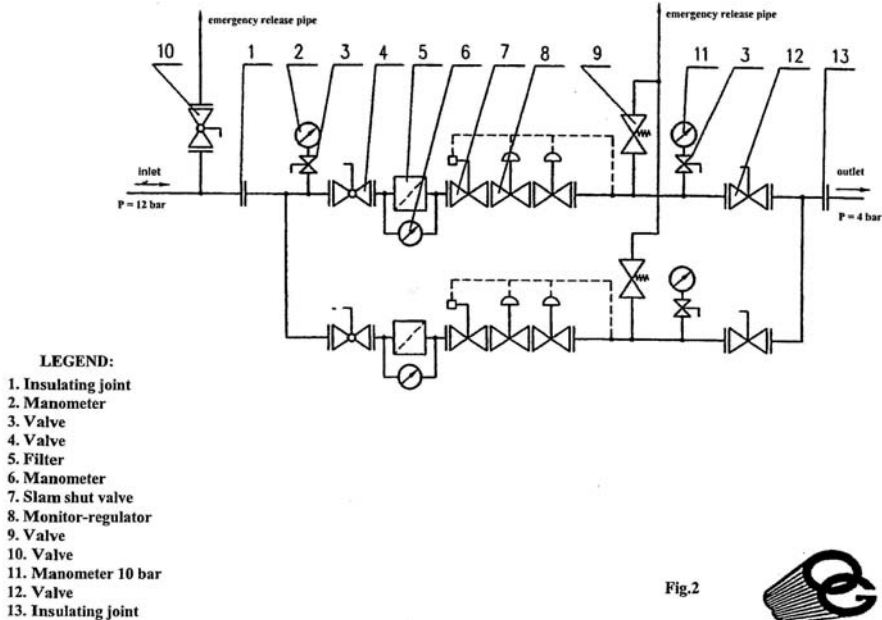 emergency release pipe
emergency release pipe
10 1 2 3 4 5 6 7 8 9 11 3 12 13
inlet
P = 12 bar
outlet
P = 4 bar
LEGEND:
1. Insulating joint
2. Manometer
3. Valve
4. Valve
5. Filter
6. Manometer
7. Slam shut valve
8. Monitor-regulator
9. Valve
10. Valve
11. Manometer 10 bar
12. Valve
13. Insulating joint
Fig.2
OG